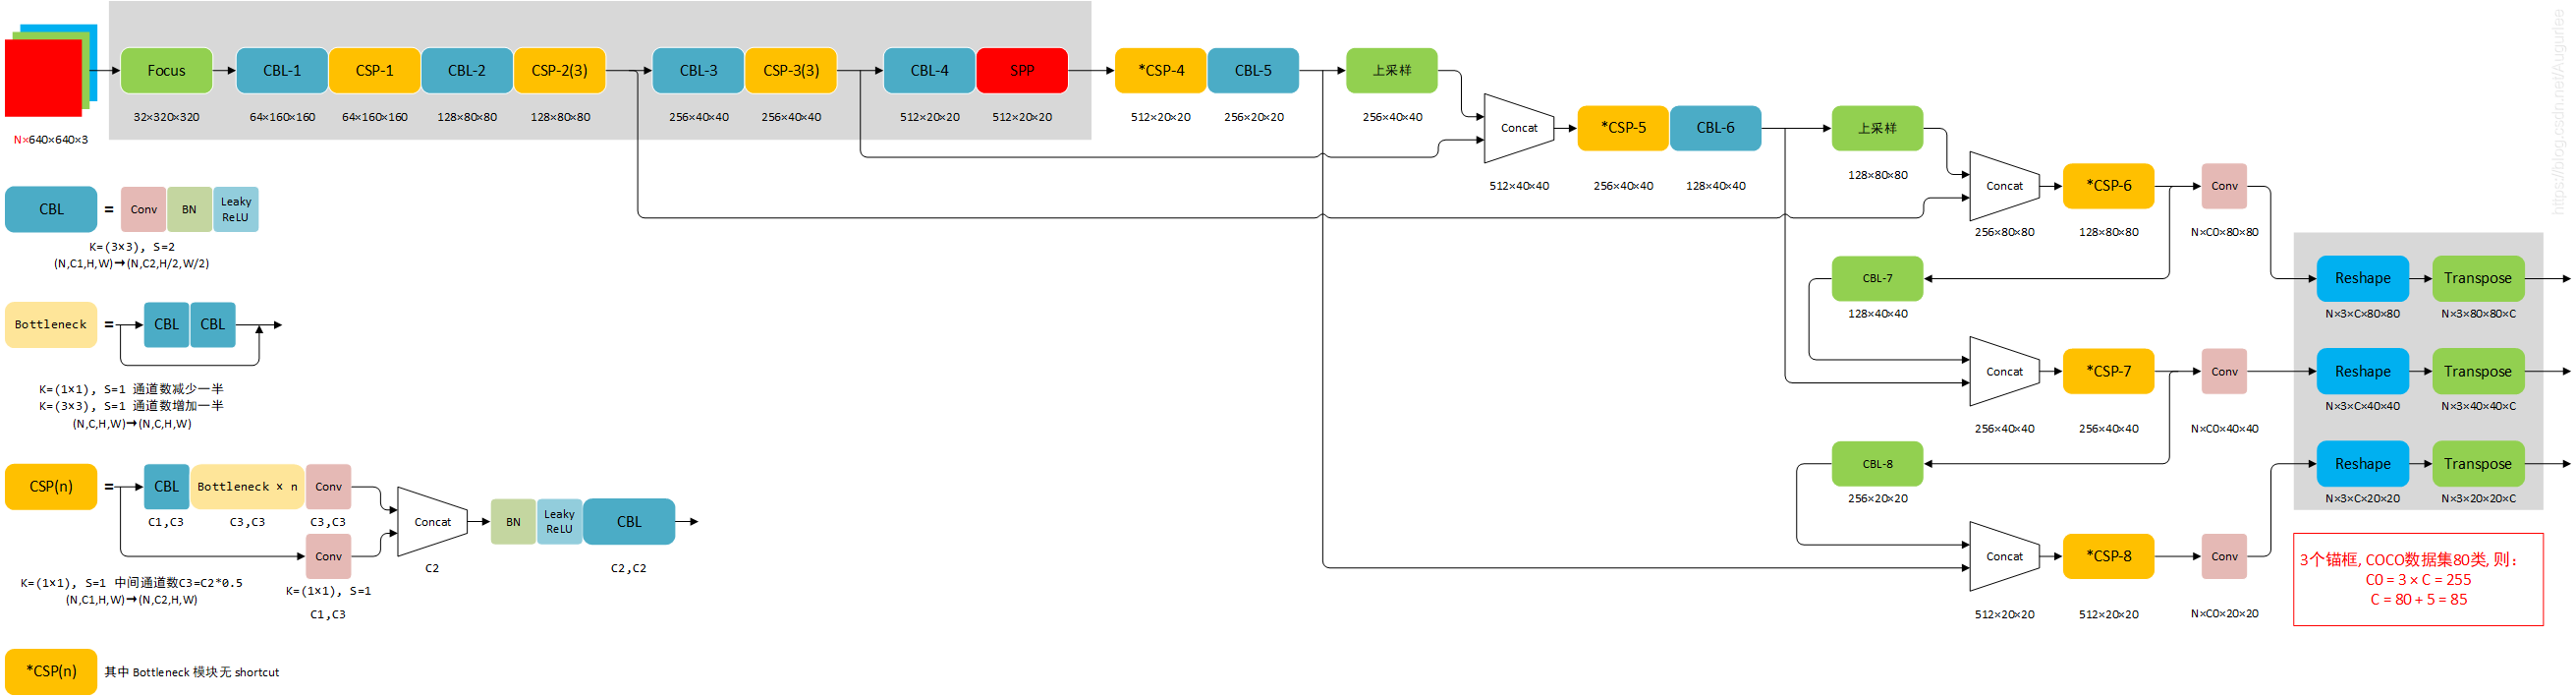 Focus
CBL-1
CSP-1
CBL-2
CSP-2(3)
CBL-3
CSP-3(3)
CBL-4
SPP
*CSP-4
CBL-5
上采样
N×640×640×3
32×320×320
64×160×160
64×160×160
128×80×80
128×80×80
256×40×40
256×40×40
512×20×20
512×20×20
512×20×20
256×20×20
256×40×40
Concat
*CSP-5
CBL-6
上采样
512×40×40
256×40×40
128×40×40
128×80×80
Concat
*CSP-6
Conv
256×80×80
128×80×80
N×C0×80×80
CBL
=
Conv
BN
Leaky
ReLU
K=(3×3), S=2
(N,C1,H,W)→(N,C2,H/2,W/2)
CBL-7
128×40×40
Reshape
Transpose
N×3×C×80×80
N×3×80×80×C
Bottleneck
=
CBL
CBL
K=(1×1), S=1 通道数减少一半
K=(3×3), S=1 通道数增加一半
(N,C,H,W)→(N,C,H,W)
Concat
*CSP-7
Conv
Reshape
Transpose
256×40×40
256×40×40
N×C0×40×40
N×3×C×40×40
N×3×40×40×C
CSP(n)
=
CBL
Bottleneck × n
Conv
C1,C3
C3,C3
C3,C3
Conv
K=(1×1), S=1
C1,C3
Concat
C2
BN
Leaky
ReLU
CBL
C2,C2
K=(1×1), S=1 中间通道数C3=C2*0.5
(N,C1,H,W)→(N,C2,H,W)
CBL-8
256×20×20
Reshape
Transpose
N×3×C×20×20
N×3×20×20×C
Concat
*CSP-8
Conv
512×20×20
512×20×20
N×C0×20×20
3个锚框, COCO数据集80类, 则：
C0 = 3 × C = 255
C = 80 + 5 = 85
*CSP(n)
其中 Bottleneck 模块无 shortcut
https://blog.csdn.net/Augurlee